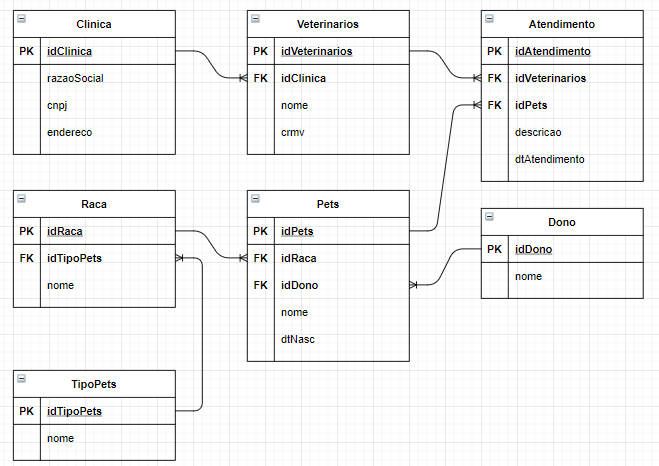 Clinica
PK idClinica
razaoSocial
cnpj
endereco
Veterinarios
PK idVeterinarios
FK idClinica
nome
crmv
Atendimento
PK idAtendimento
FK idVeterinarios
FK idPets
descricao
dtAtendimento
Raca
PK idRaca
FK idTipoPets
nome
Pets
PK idPets
FK idRaca
FK idDono
nome
dtNasc
Dono
PK idDono
nome
TipoPets
PK idTipoPets
nome